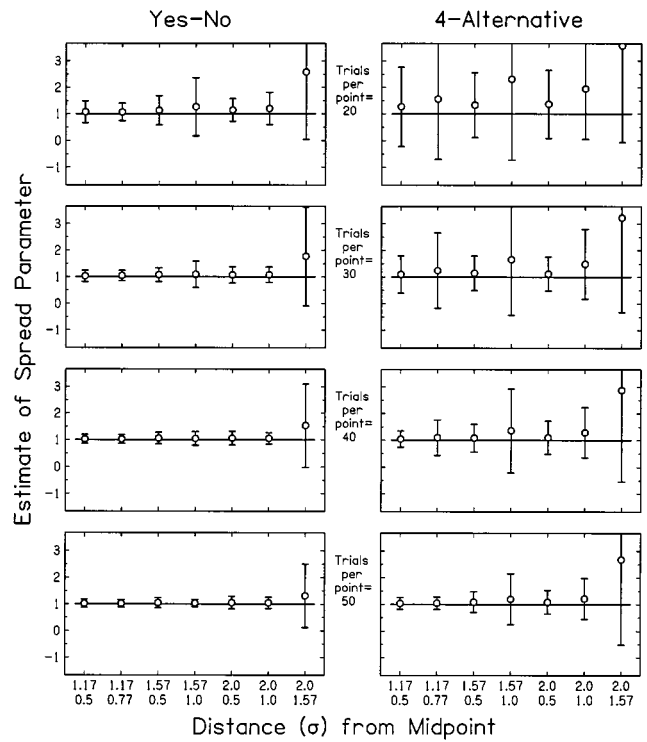 Yes-No
4-Alternative
Estimate of Spread Parameter
3
2
1
0
-1
Trials
per
point=
20
3
2
1
0
-1
Trials
per
point=
30
3
2
1
0
-1
Trials
per
point=
40
3
2
1
0
-1
Trials
per
point=
50
1.17 1.17 1.57 1.57 2.0 2.0 2.0
0.5 0.77 0.5 1.0 0.5 1.0 1.57
1.17 1.17 1.57 1.57 2.0 2.0 2.0
0.5 0.77 0.5 1.0 0.5 1.0 1.57
Distance (σ) from Midpoint